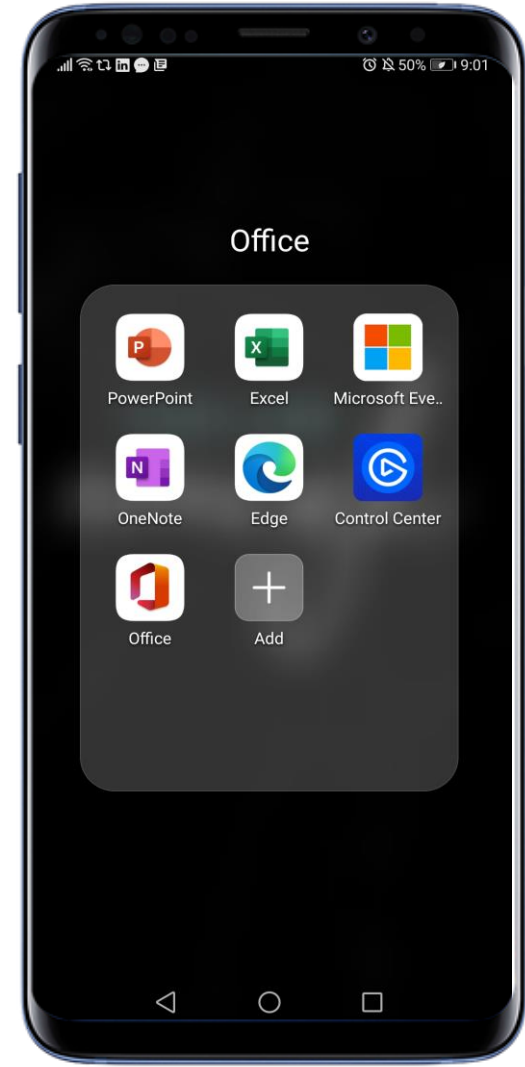 50% 9:01
Office
PowerPoint Excel Microsoft Eve..
P X
OneNote Edge Control Center
N
Office Add